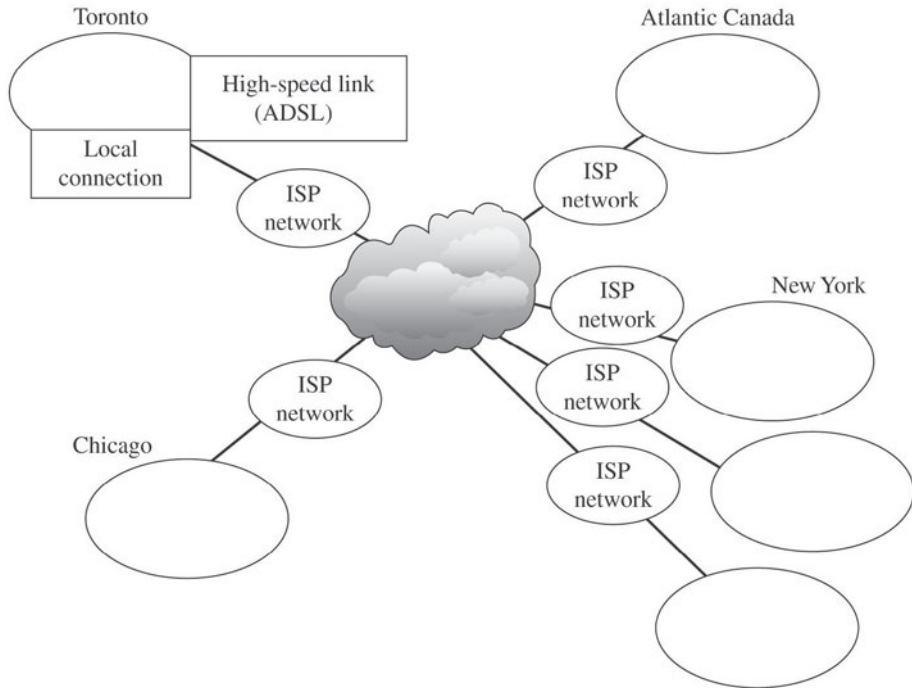 Toronto
Atlantic Canada
High-speed link
(ADSL)
Local
connection
ISP
network
ISP
network
ISP
network
New York
ISP
network
ISP
network
Chicago
ISP
network